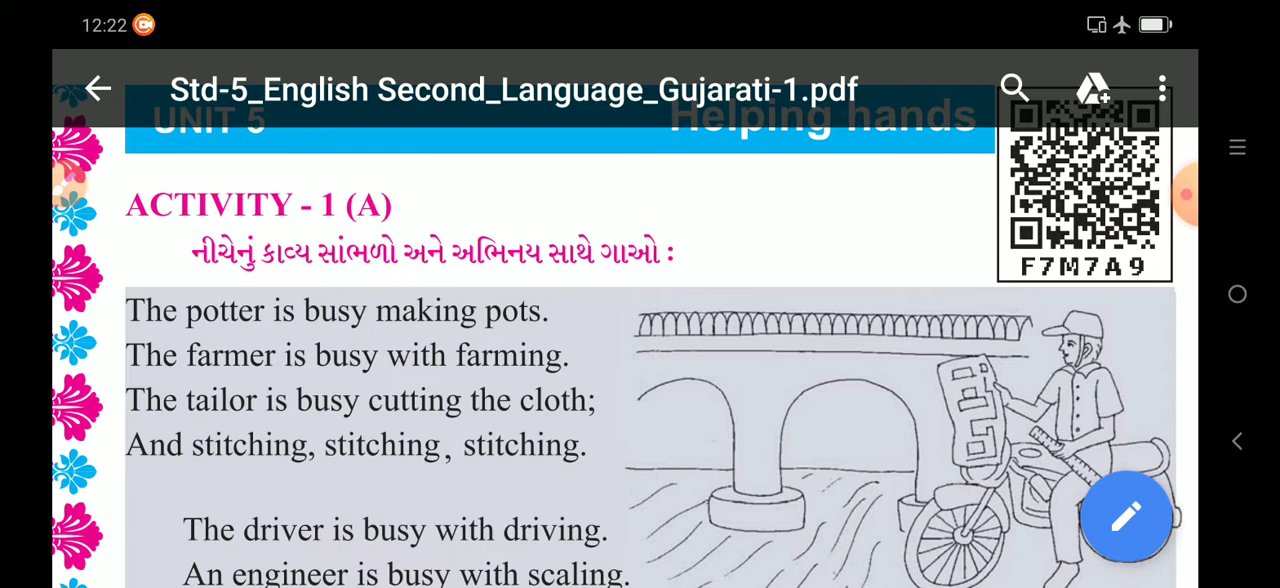 12:22
Std-5_English Second_Language_Gujarati-1.pdf
UNIT 5
Helping hands
F7M7A9
ACTIVITY - 1 (A)
નીચેનું કાવ્ય સાંભળો અને અભિનય સાથે ગાઓ :
The potter is busy making pots.
The farmer is busy with farming.
The tailor is busy cutting the cloth;
And stitching, stitching, stitching.
The driver is busy with driving.
An engineer is busy with scaling.